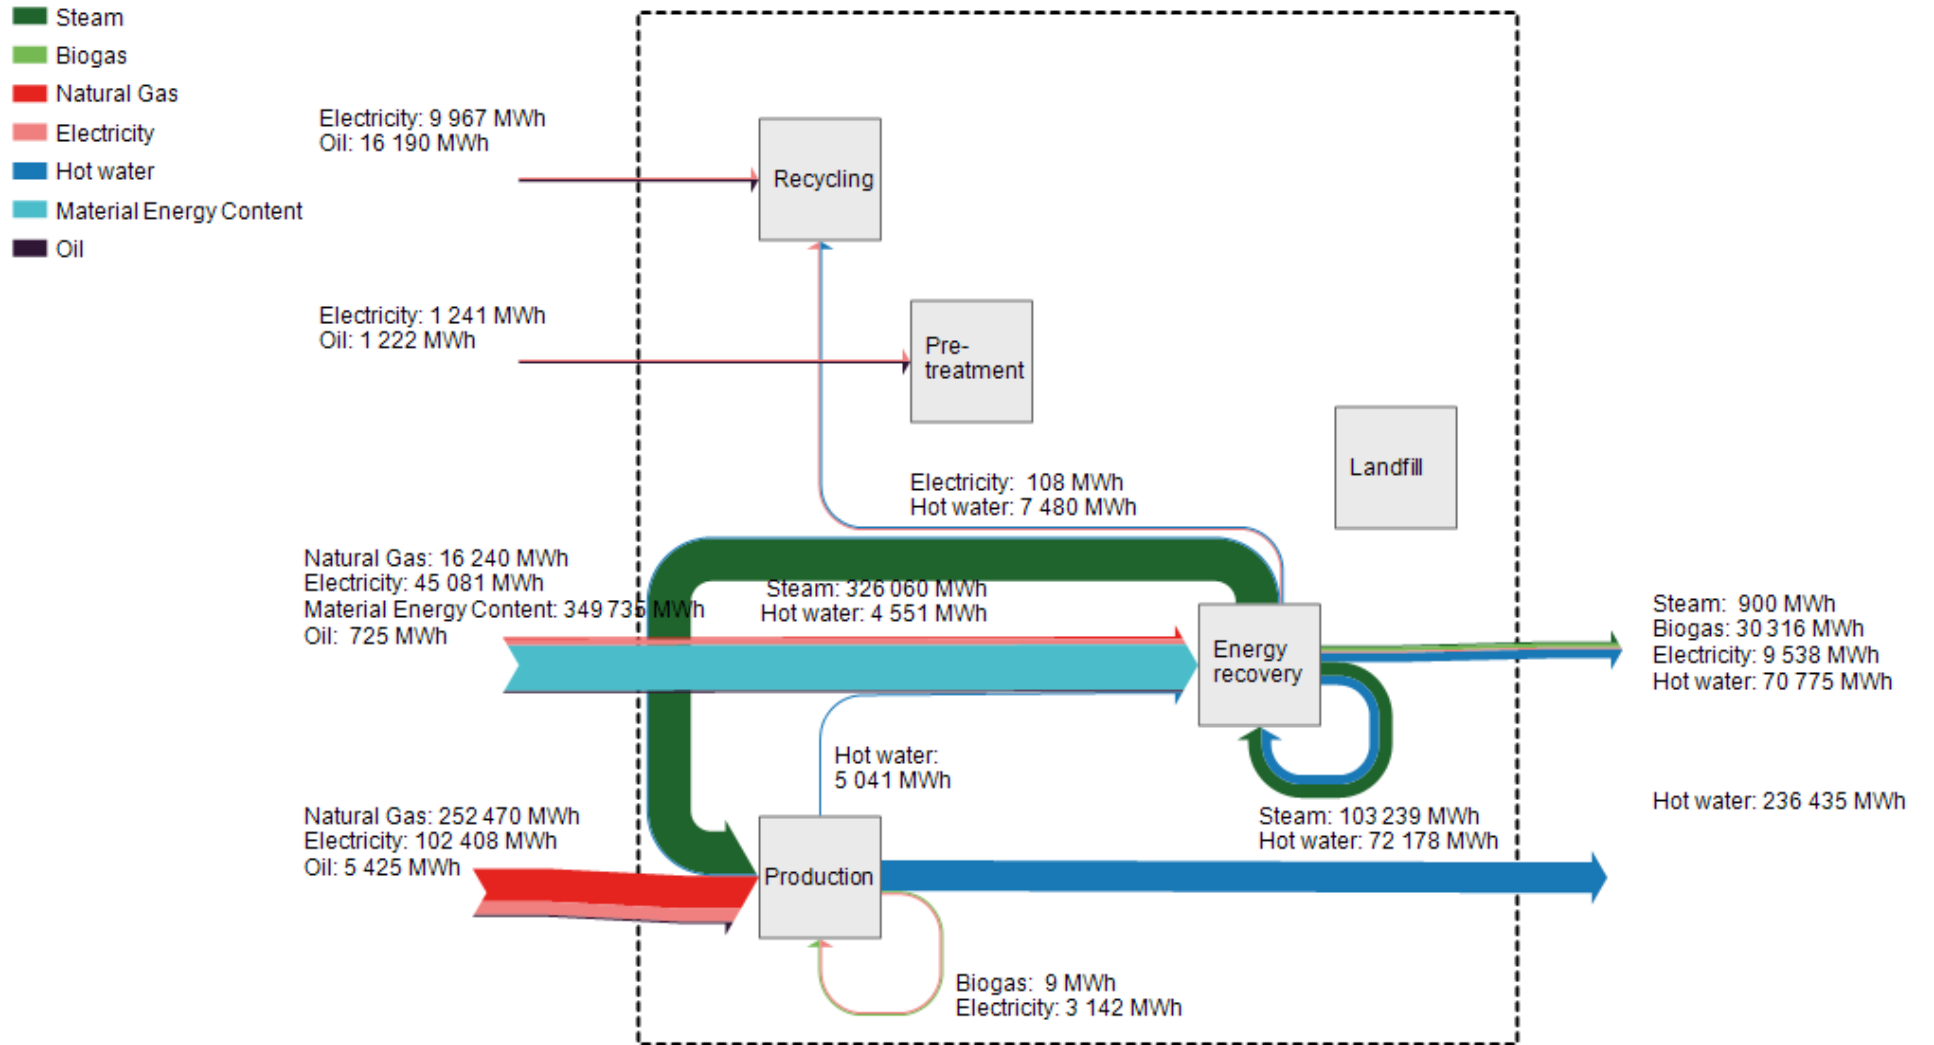 Steam
Biogas
Natural Gas
Electricity
Hot water
Material Energy Content
Oil
Electricity: 9 967 MWh
Oil: 16 190 MWh
Recycling
Electricity: 1 241 MWh
Oil: 1 222 MWh
Pre-
treatment
Landfill
Electricity: 108 MWh
Hot water: 7 480 MWh
Natural Gas: 16 240 MWh
Electricity: 45 081 MWh
Material Energy Content: 349 735 MWh
Oil: 725 MWh
Steam: 326 060 MWh
Hot water: 4 551 MWh
Energy
recovery
Steam: 900 MWh
Biogas: 30 316 MWh
Electricity: 9 538 MWh
Hot water: 70 775 MWh
Hot water:
5 041 MWh
Steam: 103 239 MWh
Hot water: 72 178 MWh
Hot water: 236 435 MWh
Natural Gas: 252 470 MWh
Electricity: 102 408 MWh
Oil: 5 425 MWh
Production
Biogas: 9 MWh
Electricity: 3 142 MWh